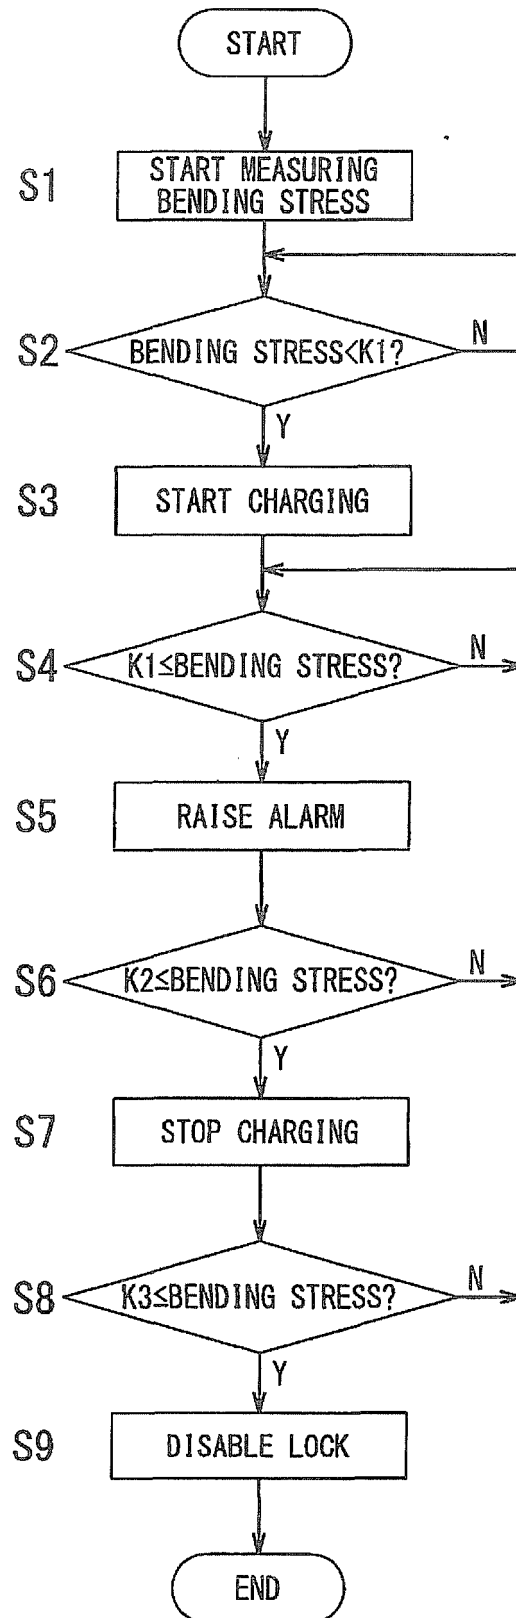 START
S1
START MEASURING
BENDING STRESS
S2
BENDING STRESS<K1?
N
Y
S3
START CHARGING
S4
K1≤BENDING STRESS?
N
Y
S5
RAISE ALARM
S6
K2≤BENDING STRESS?
N
Y
S7
STOP CHARGING
S8
K3≤BENDING STRESS?
N
Y
S9
DISABLE LOCK
END